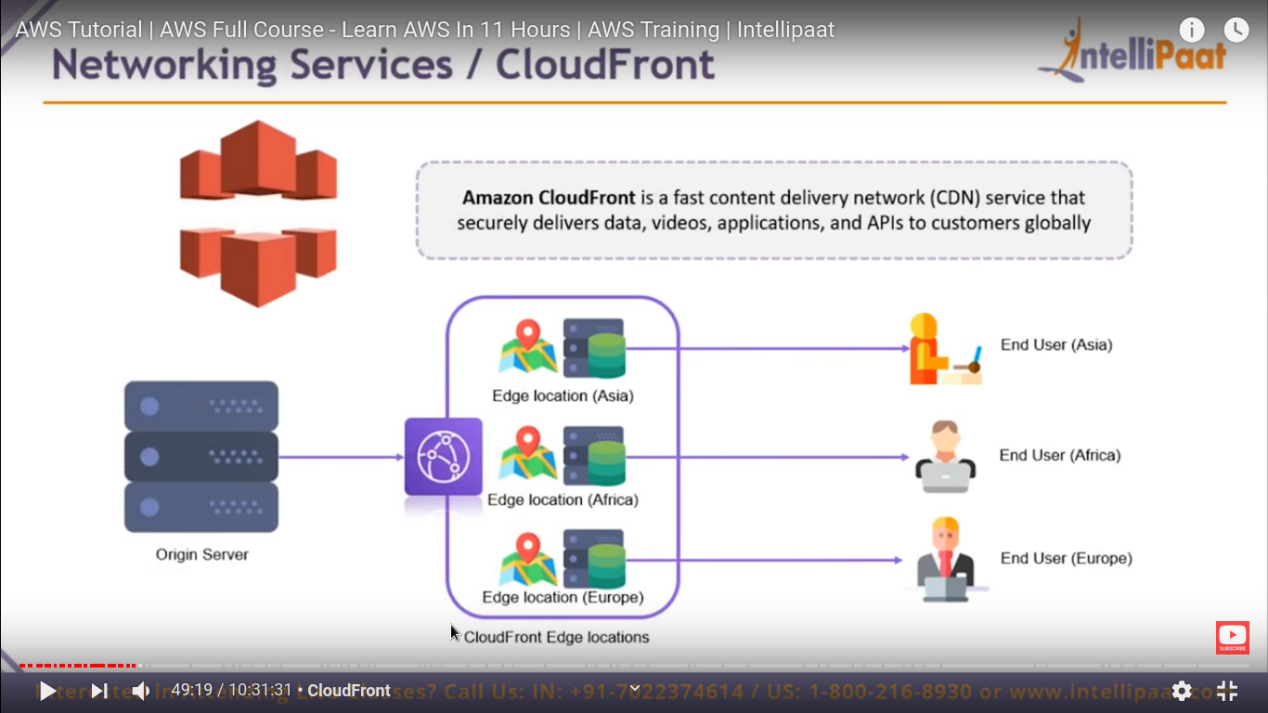 AWS Tutorial | AWS Full Course - Learn AWS In 11 Hours | AWS Training | Intellipaat
Networking Services / CloudFront
IntelliPaat
Amazon CloudFront is a fast content delivery network (CDN) service that
securely delivers data, videos, applications, and APIs to customers globally
Edge location (Asia)
End User (Asia)
Edge location (Africa)
End User (Africa)
Origin Server
Edge location (Europe)
End User (Europe)
CloudFront Edge locations
SUBSCRIBE
49:19 / 10:31:31 • CloudFront
Call Us: IN: +91-7022374614 / US: 1-800-216-8930 or www.intellipaat.com